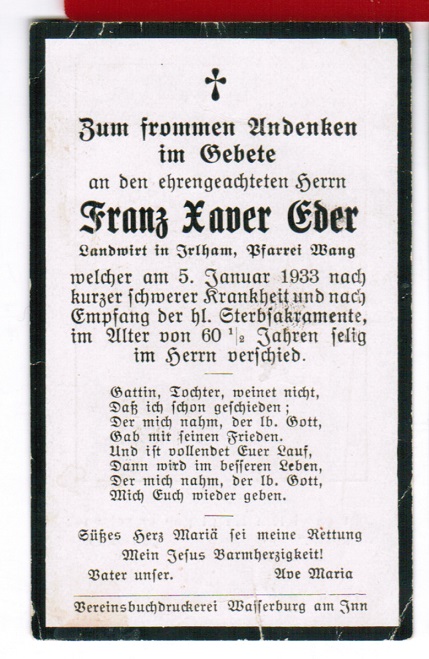 Zum frommen Andenken
im Gebete
an den ehrengeachteten Herrn
Franz Xaver Eder
Landwirt in Irlham, Pfarrei Wang
welcher am 5. Januar 1933 nach
kurzer schwerer Krankheit und nach
Empfang der hl. Sterbsakramente,
im Alter von 60 1/2 Jahren selig
im Herrn verschied.
Gattin, Tochter, weinet nicht,
Daß ich schon geschieden;
Der mich nahm, der lb. Gott,
Gab mit seinen Frieden.
Und ist vollendet Euer Lauf,
Dann wird im besseren Leben,
Der mich nahm, der lb. Gott,
Mich Euch wieder geben.
Süßes Herz Mariä sei meine Rettung
Mein Jesus Barmherzigkeit!
Vater unser. Ave Maria
Vereinsbuchdruckerei Wasserburg am Inn